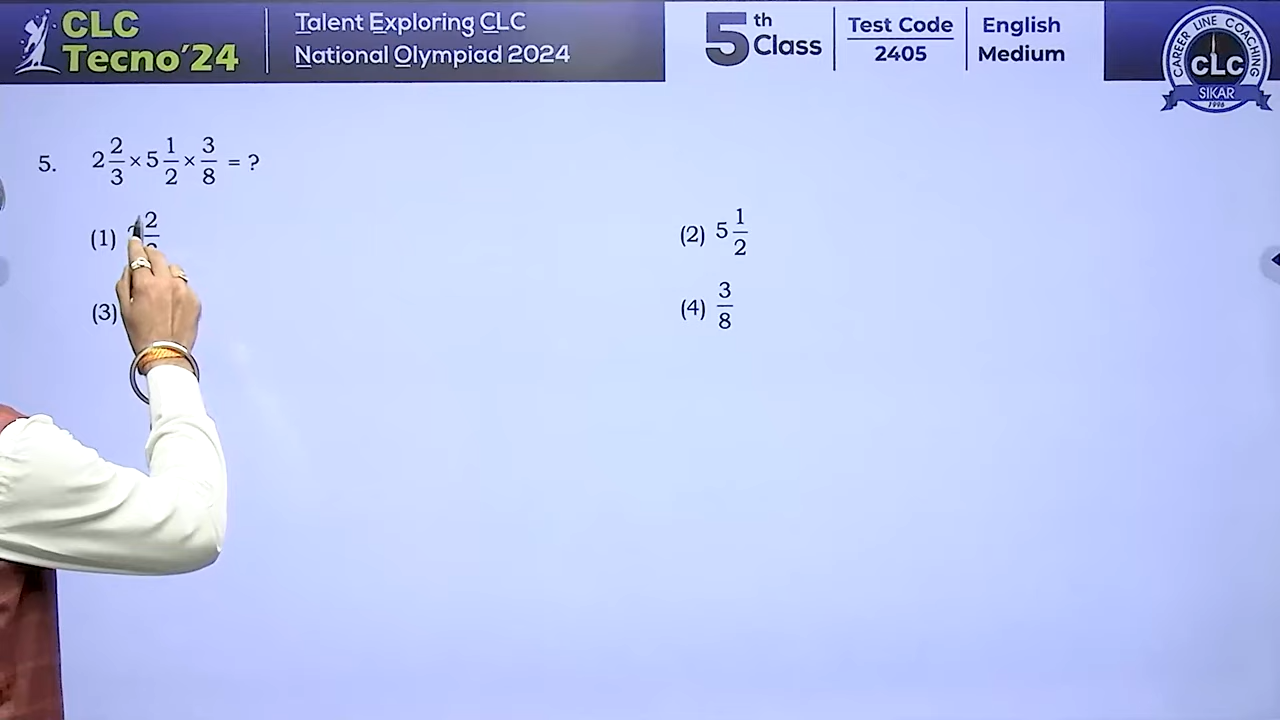 CLC
Tecno'24
Talent Exploring CLC
National Olympiad 2024
5th Class
Test Code
2405
English
Medium
CAREER LINE COACHING
CLC
SIKAR
1996
5. 2 2/3 × 5 1/2 × 3/8 = ?
(1) 2/
(2) 5 1/2
(3)
(4) 3/8